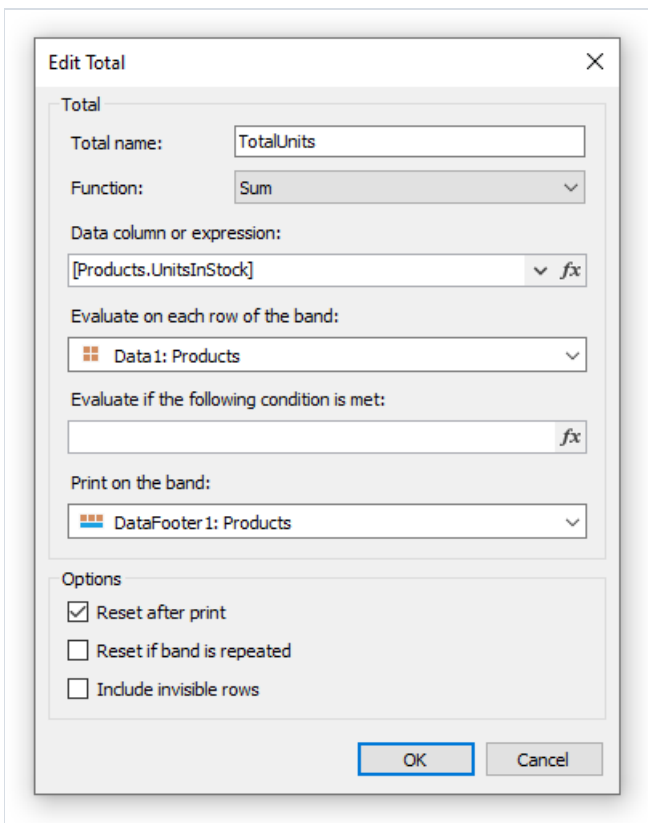 Edit Total
Total
Total name: TotalUnits
Function: Sum
Data column or expression:
[Products.UnitsInStock] fx
Evaluate on each row of the band:
Data1: Products
Evaluate if the following condition is met:
fx
Print on the band:
DataFooter1: Products
Options
Reset after print
Reset if band is repeated
Include invisible rows
OK Cancel